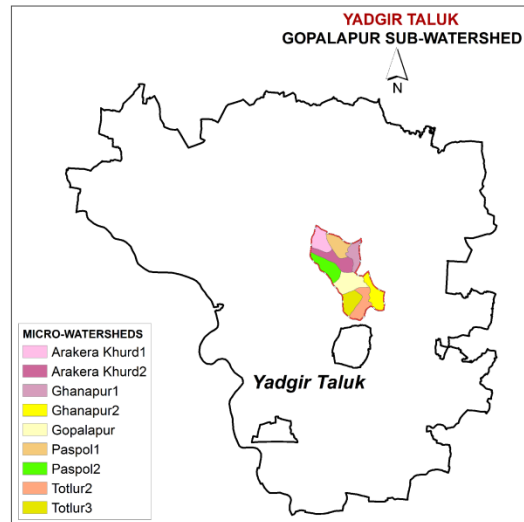 YADGIR TALUK
GOPALAPUR SUB-WATERSHED
N
MICRO-WATERSHEDS
Arakera Khurd1
Arakera Khurd2
Ghanapur1
Ghanapur2
Gopalapur
Paspol1
Paspol2
Totlur2
Totlur3
Yadgir Taluk